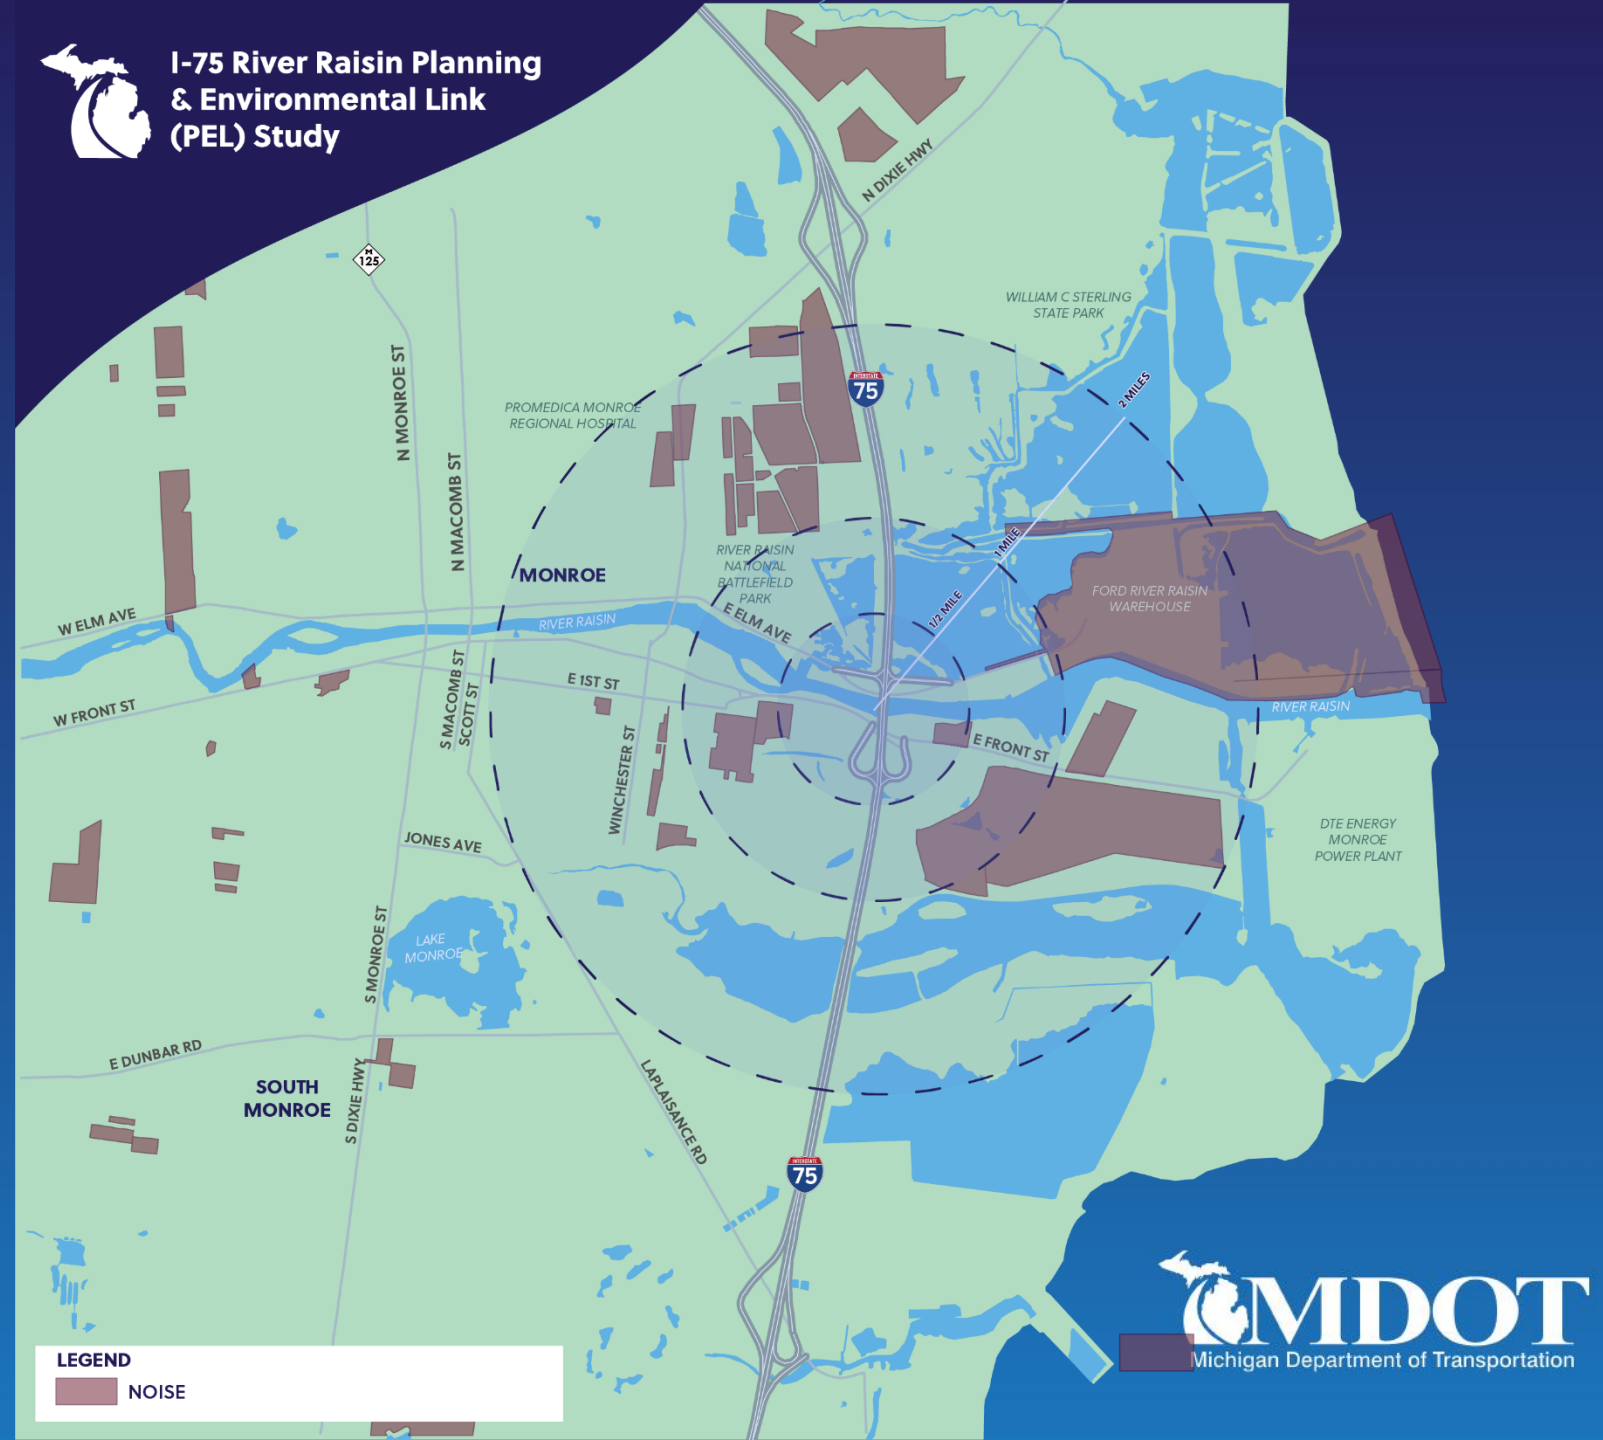 I-75 River Raisin Planning
& Environmental Link
(PEL) Study
N DIXIE HWY
M
125
WILLIAM C STERLING
STATE PARK
N MONROE ST
INTERSTATE
75
2 MILES
PROMEDICA MONROE
REGIONAL HOSPITAL
N MACOMB ST
1 MILE
RIVER RAISIN
NATIONAL
BATTLEFIELD
PARK
MONROE
FORD RIVER RAISIN
WAREHOUSE
1/2 MILE
W ELM AVE
RIVER RAISIN
E ELM AVE
E 1ST ST
S MACOMB ST
SCOTT ST
W FRONT ST
RIVER RAISIN
E FRONT ST
WINCHESTER ST
JONES AVE
DTE ENERGY
MONROE
POWER PLANT
LAKE
MONROE
S MONROE ST
E DUNBAR RD
SOUTH
MONROE
S DIXIE HWY
LAPLAISANCE RD
INTERSTATE
75
MDOT
Michigan Department of Transportation
LEGEND
NOISE